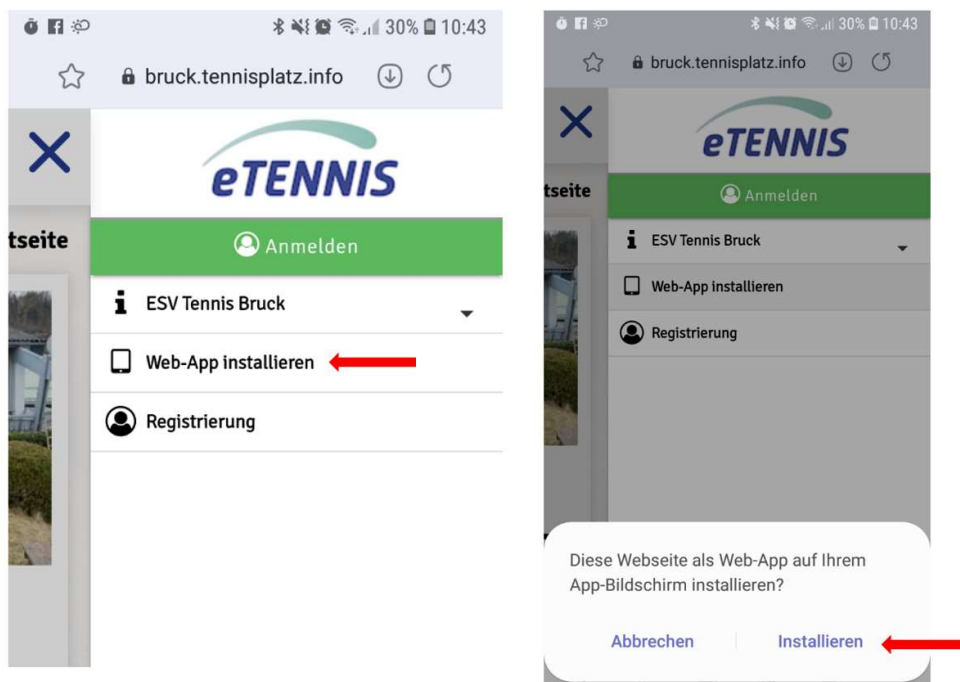 30% 10:43
bruck.tennisplatz.info
eTENNIS
tseite
Anmelden
ESV Tennis Bruck
Web-App installieren
Registrierung
30% 10:43
bruck.tennisplatz.info
eTENNIS
tseite
Anmelden
ESV Tennis Bruck
Web-App installieren
Registrierung
Diese Webseite als Web-App auf Ihrem
App-Bildschirm installieren?
Abbrechen Installieren